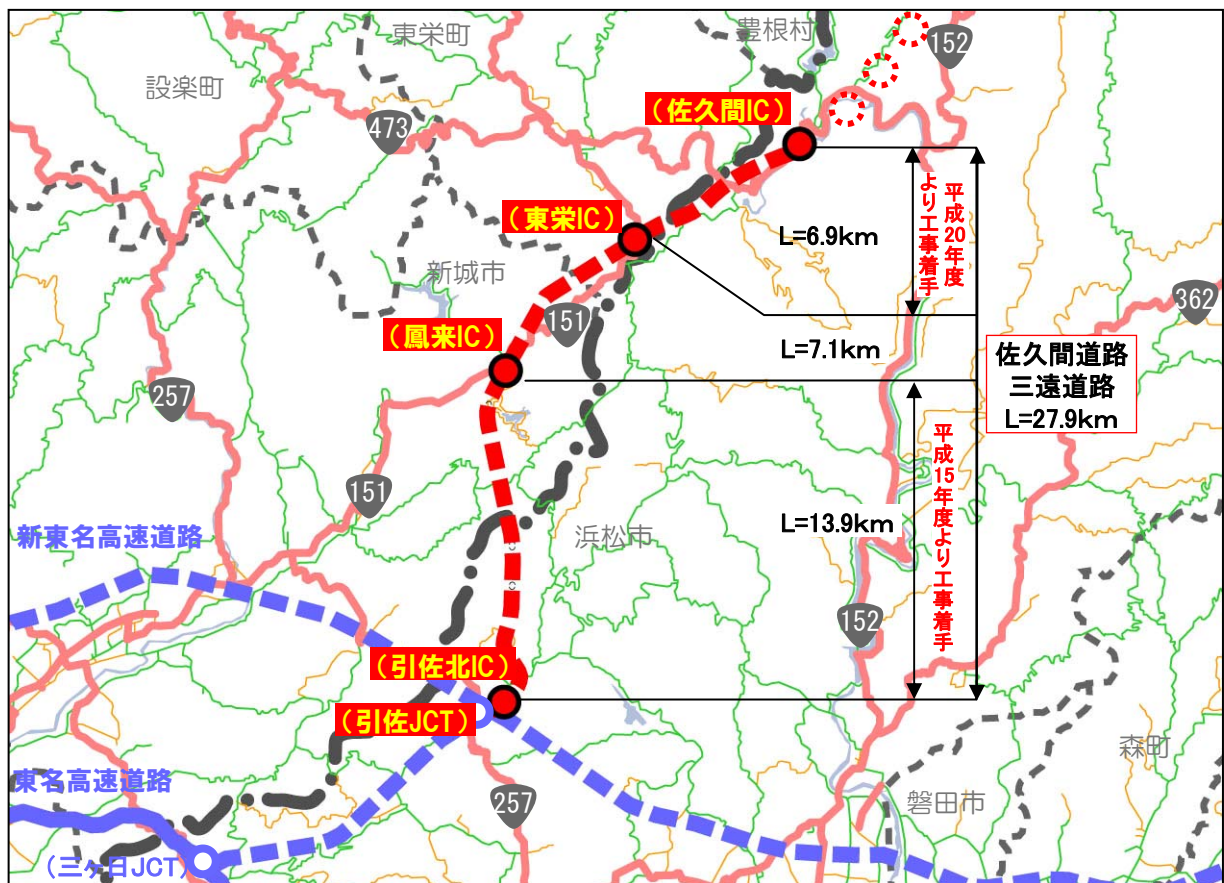 東栄町
豊根村
152
設楽町
473
（佐久間IC）
（東栄IC）
L=6.9km
平成20年度
より工事着手
新城市
151
362
（鳳来IC）
L=7.1km
佐久間道路
三遠道路
L=27.9km
257
151
平成15年度より工事着手
新東名高速道路
浜松市
L=13.9km
152
（引佐北IC）
（引佐JCT）
森町
東名高速道路
257
磐田市
（三ヶ日JCT）